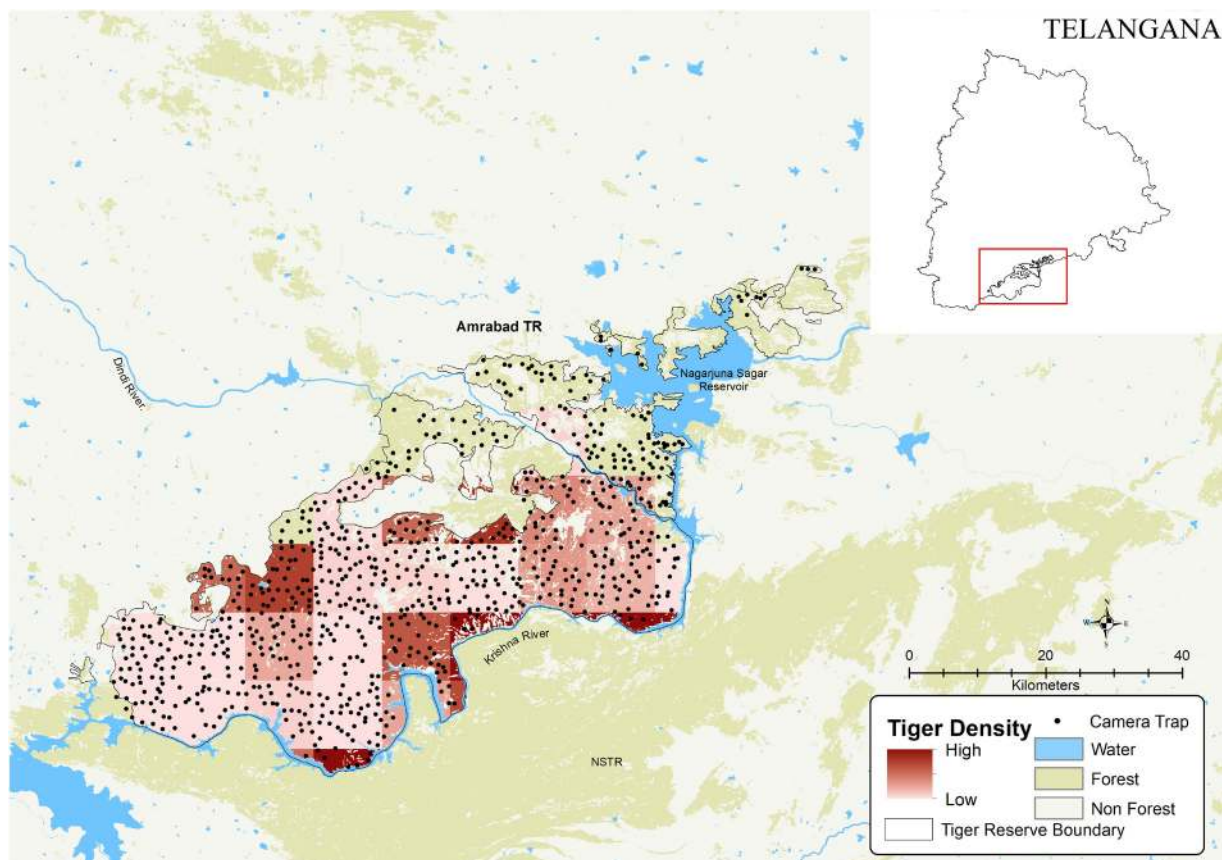 TELANGANA
Amrabad TR
Dindi River.
Nagarjuna Sagar
Reservoir
Krishna River
N
W
E
S
0 20 40
Kilometers
NSTR
Tiger Density
High
Low
Camera Trap
Water
Forest
Non Forest
Tiger Reserve Boundary